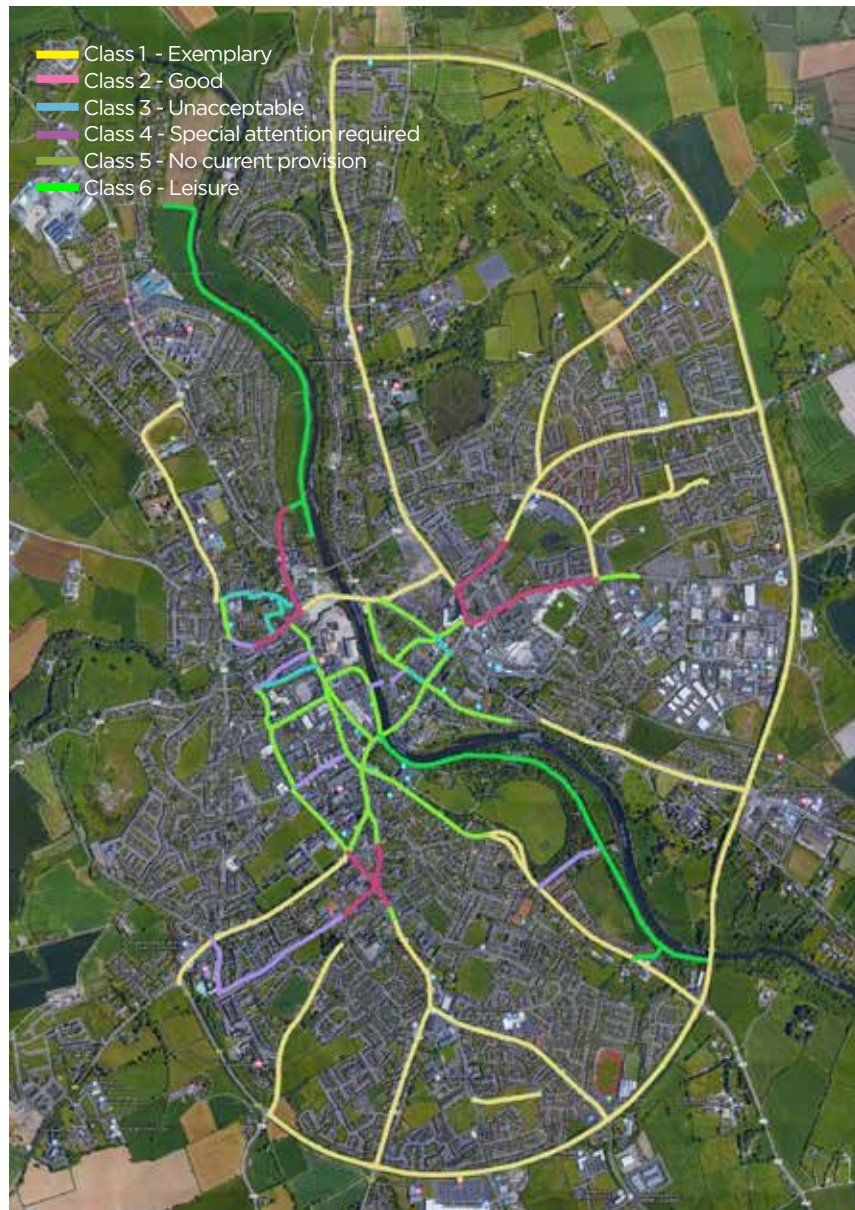 Class 1 - Exemplary
Class 2 - Good
Class 3 - Unacceptable
Class 4 - Special attention required
Class 5 - No current provision
Class 6 - Leisure